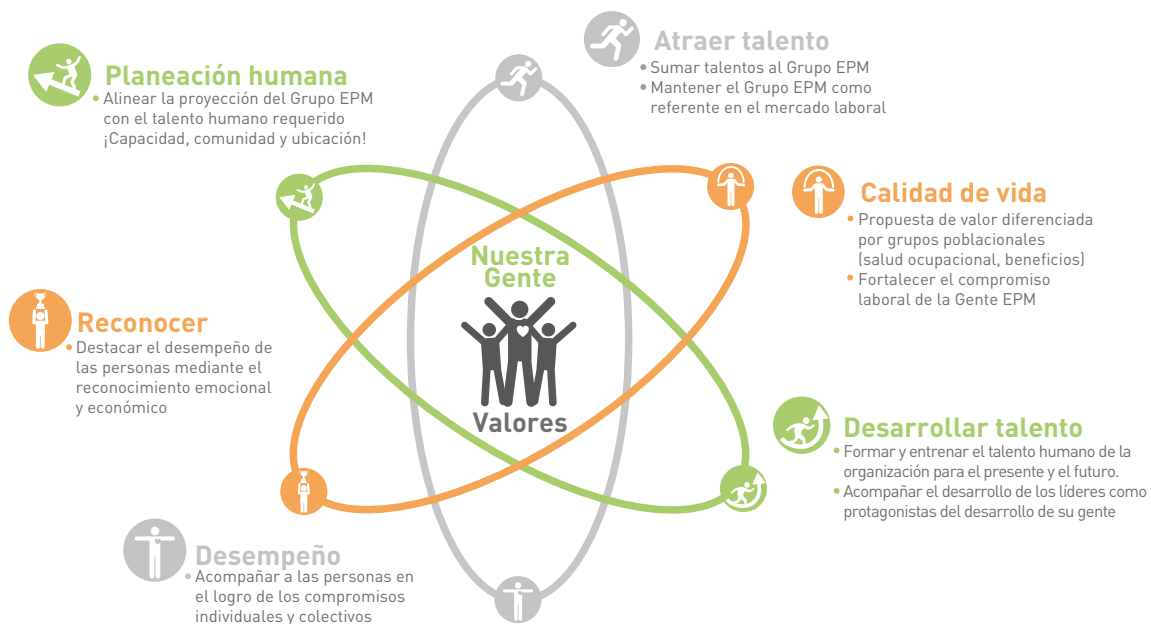 Atraer talento
• Sumar talentos al Grupo EPM
• Mantener el Grupo EPM como
referente en el mercado laboral
Planeación humana
• Alinear la proyección del Grupo EPM
con el talento humano requerido
¡Capacidad, comunidad y ubicación!
Calidad de vida
• Propuesta de valor diferenciada
por grupos poblacionales
(salud ocupacional, beneficios)
• Fortalecer el compromiso
laboral de la Gente EPM
Nuestra
Gente
Valores
Reconocer
• Destacar el desempeño de
las personas mediante el
reconocimiento emocional
y económico
Desarrollar talento
• Formar y entrenar el talento humano de la
organización para el presente y el futuro.
• Acompañar el desarrollo de los líderes como
protagonistas del desarrollo de su gente
Desempeño
• Acompañar a las personas en
el logro de los compromisos
individuales y colectivos